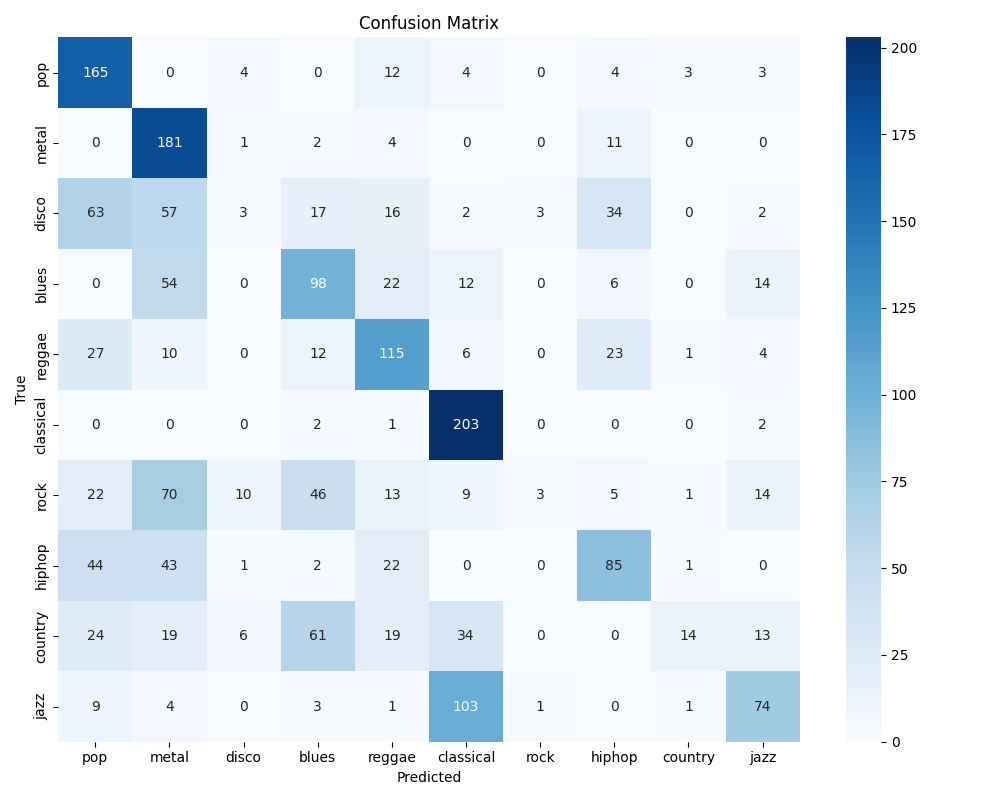 Confusion Matrix
pop 165 0 4 0 12 4 0 4 3 3
metal 0 181 1 2 4 0 0 11 0 0
disco 63 57 3 17 16 2 3 34 0 2
blues 0 54 0 98 22 12 0 6 0 14
reggae 27 10 0 12 115 6 0 23 1 4
classical 0 0 0 2 1 203 0 0 0 2
rock 22 70 10 46 13 9 3 5 1 14
hiphop 44 43 1 2 22 0 0 85 1 0
country 24 19 6 61 19 34 0 0 14 13
jazz 9 4 0 3 1 103 1 0 1 74
pop metal disco blues reggae classical rock hiphop country jazz
Predicted
True
200
175
150
125
100
75
50
25
0